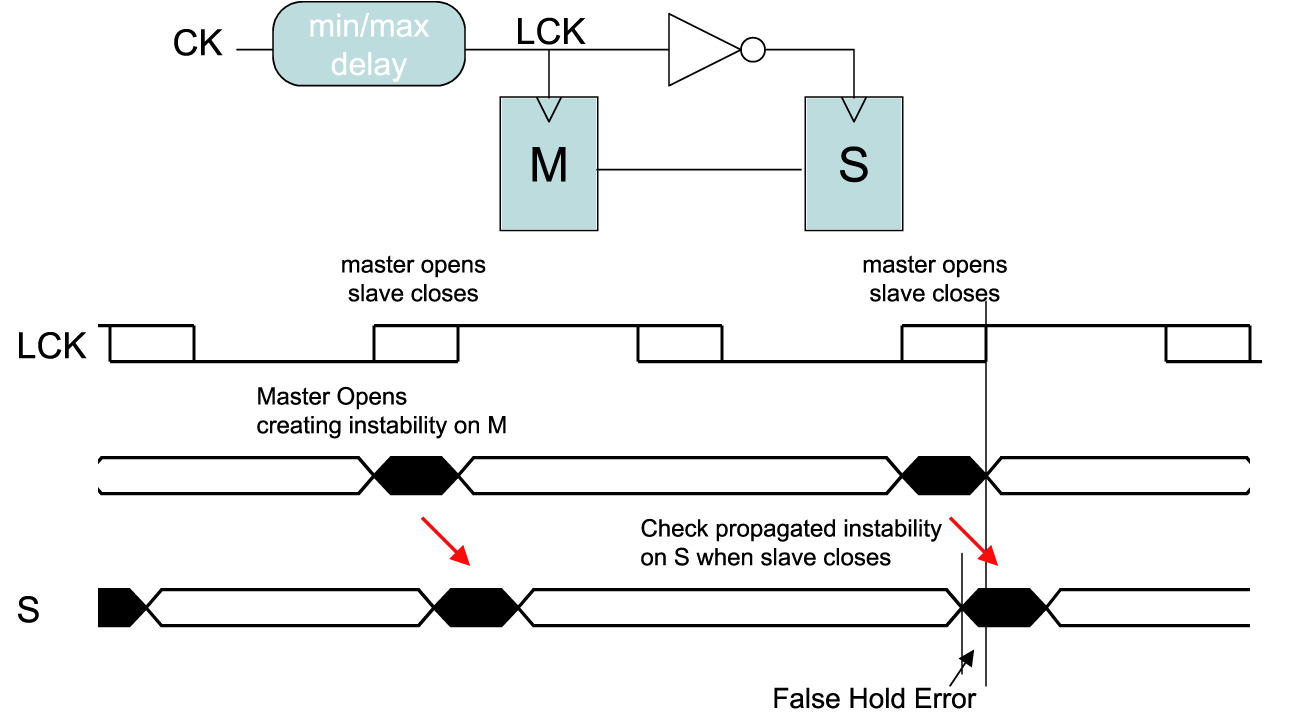 CK
min/max
delay
LCK
M
S
master opens
slave closes
master opens
slave closes
LCK
Master Opens
creating instability on M
Check propagated instability
on S when slave closes
S
False Hold Error